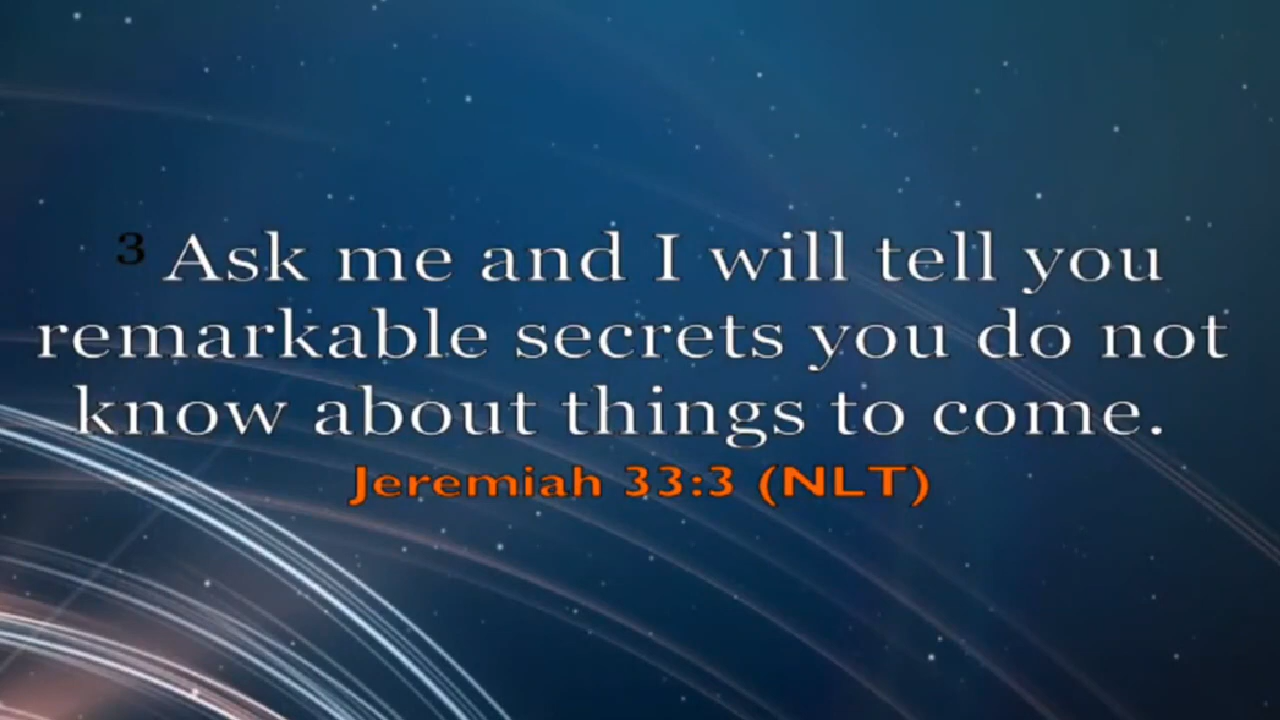 3 Ask me and I will tell you
remarkable secrets you do not
know about things to come.
Jeremiah 33:3 (NLT)